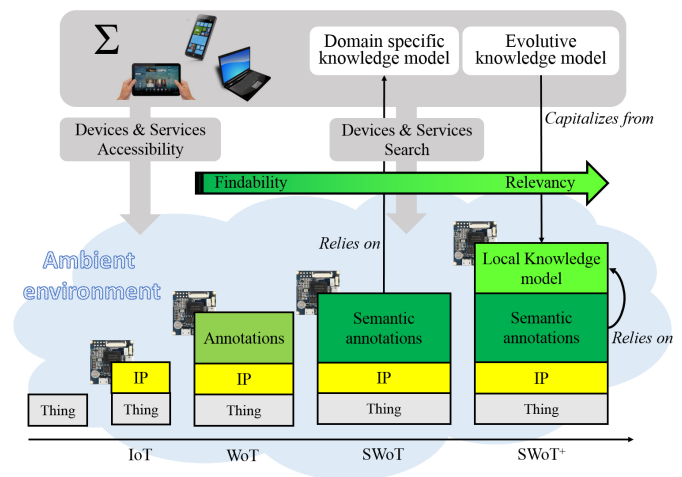 Σ
Domain specific
knowledge model
Evolutive
knowledge model
Devices & Services
Accessibility
Devices & Services
Search
Capitalizes from
Findability
Relevancy
Relies on
Ambient
environment
Local Knowledge
model
Annotations
Semantic
annotations
Semantic
annotations
Relies on
IP
IP
IP
IP
Thing
Thing
Thing
Thing
Thing
IoT
WoT
SWoT
SWoT⁺